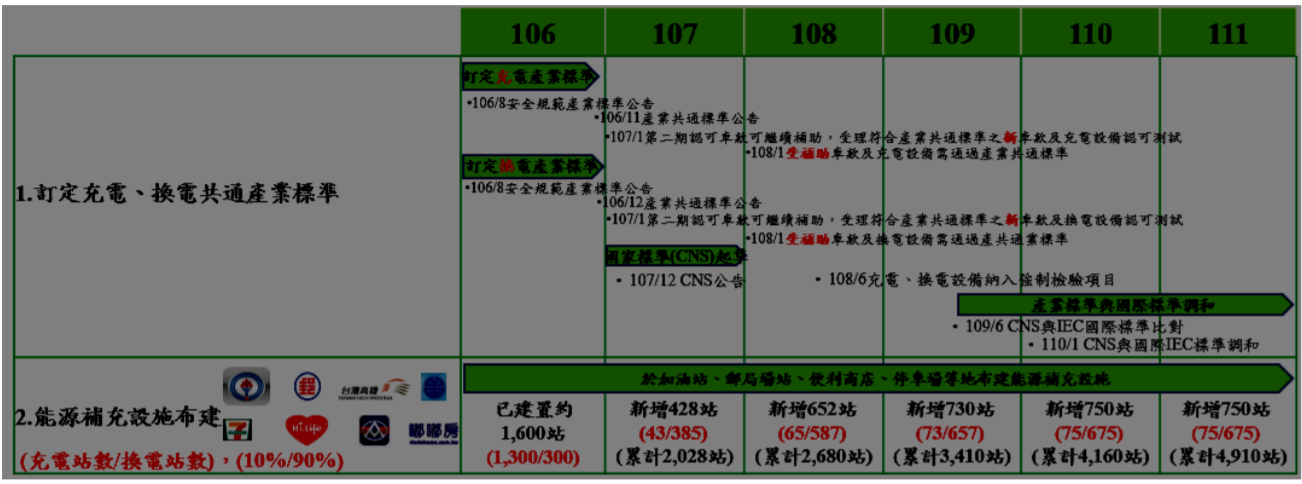 106 107 108 109 110 111
訂定充電產業標準
•106/8安全規範產業標準公告
•106/11產業共通標準公告
•107/1第二期認可車款可繼續補助，受理符合產業共通標準之新車款及充電設備認可測試
•108/1受補助車款及充電設備需通過產業共通標準
訂定換電產業標準
1.訂定充電、換電共通產業標準
•106/8安全規範產業標準公告
•106/12產業共通標準公告
•107/1第二期認可車款可繼續補助，受理符合產業共通標準之新車款及換電設備認可測試
•108/1受補助車款及換電設備需通過產共通業標準
國家標準(CNS)起草
• 107/12 CNS公告
• 108/6充電、換電設備納入強制檢驗項目
產業標準與國際標準調和
• 109/6 CNS與IEC國際標準比對
• 110/1 CNS與國際IEC標準調和
於加油站、郵局場站、便利商店、停車場等地布建能源補充設施
郵
台灣高鐵
TAIWAN HIGH SPEED RAIL
2.能源補充設施布建
7
Hi.Life
嘟嘟房
(充電站數/換電站數)，(10%/90%)
已建置約 新增428站 新增652站 新增730站 新增750站 新增750站
1,600站 (43/385) (65/587) (73/657) (75/675) (75/675)
(1,300/300) (累計2,028站) (累計2,680站) (累計3,410站) (累計4,160站) (累計4,910站)